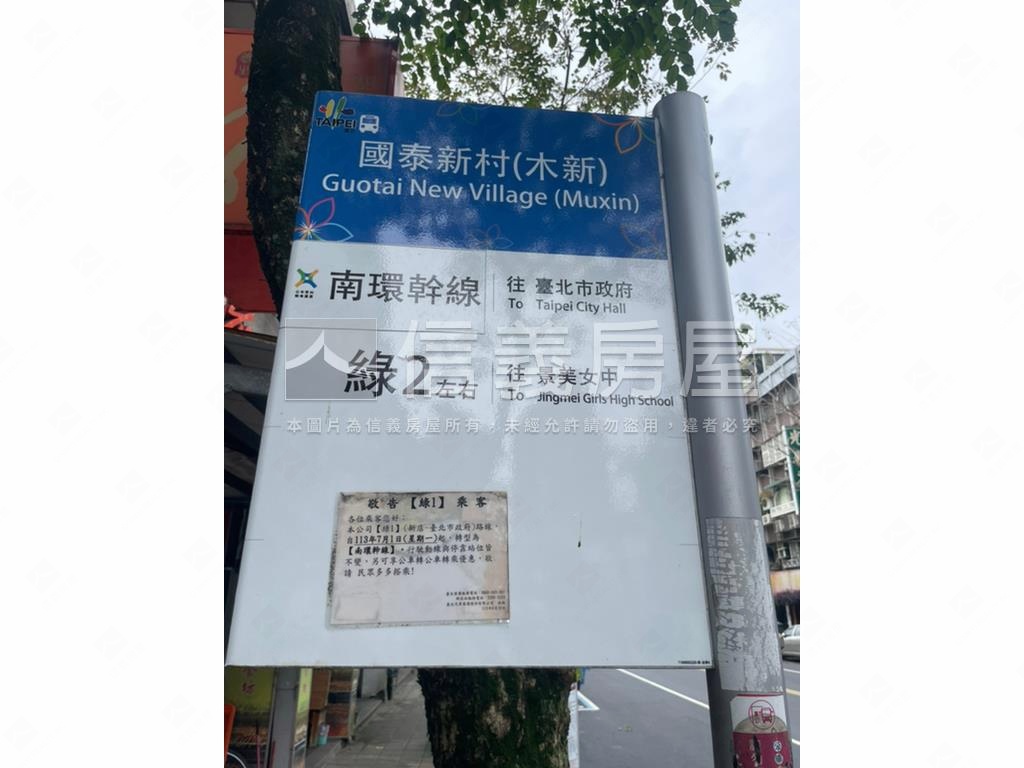 TAIPEI
國泰新村(木新)
Guotai New Village (Muxin)
南環幹線
往 臺北市政府
To Taipei City Hall
綠2左右
往 景美女中
To Jingmei Girls High School
信義房屋
本圖片為信義房屋所有，未經允許請勿盜用，違者必究
敬告【綠1】乘客
各位乘客您好：
本公司【綠1】(新店-臺北市政府)路線，
自113年7月1日(星期一)起，轉型為
【南環幹線】，行駛動線與停靠站位皆
不變，另可享公車轉公車轉乘優惠，敬
請 民眾多多搭乘!